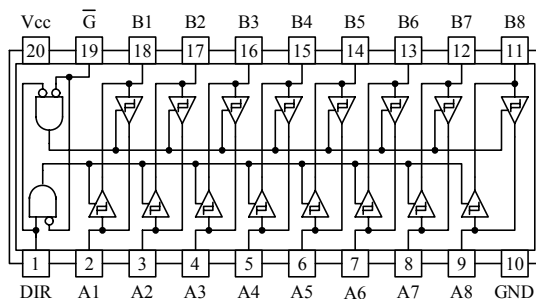 Vcc G̅ B1 B2 B3 B4 B5 B6 B7 B8
20 19 18 17 16 15 14 13 12 11
1 2 3 4 5 6 7 8 9 10
DIR A1 A2 A3 A4 A5 A6 A7 A8 GND